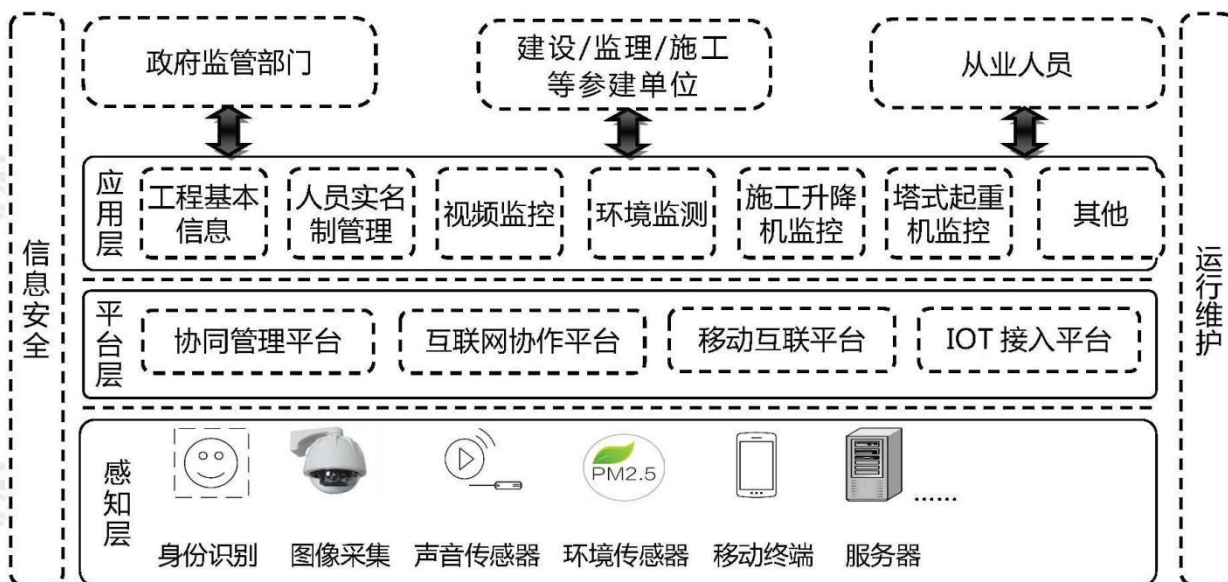 政府监管部门
建设/监理/施工
等参建单位
从业人员
信息安全
应用层
工程基本
信息
人员实名
制管理
视频监控
环境监测
施工升降
机监控
塔式起重
机监控
其他
平台层
协同管理平台
互联网协作平台
移动互联平台
IOT 接入平台
感知层
PM2.5
......
身份识别
图像采集
声音传感器
环境传感器
移动终端
服务器
运行维护